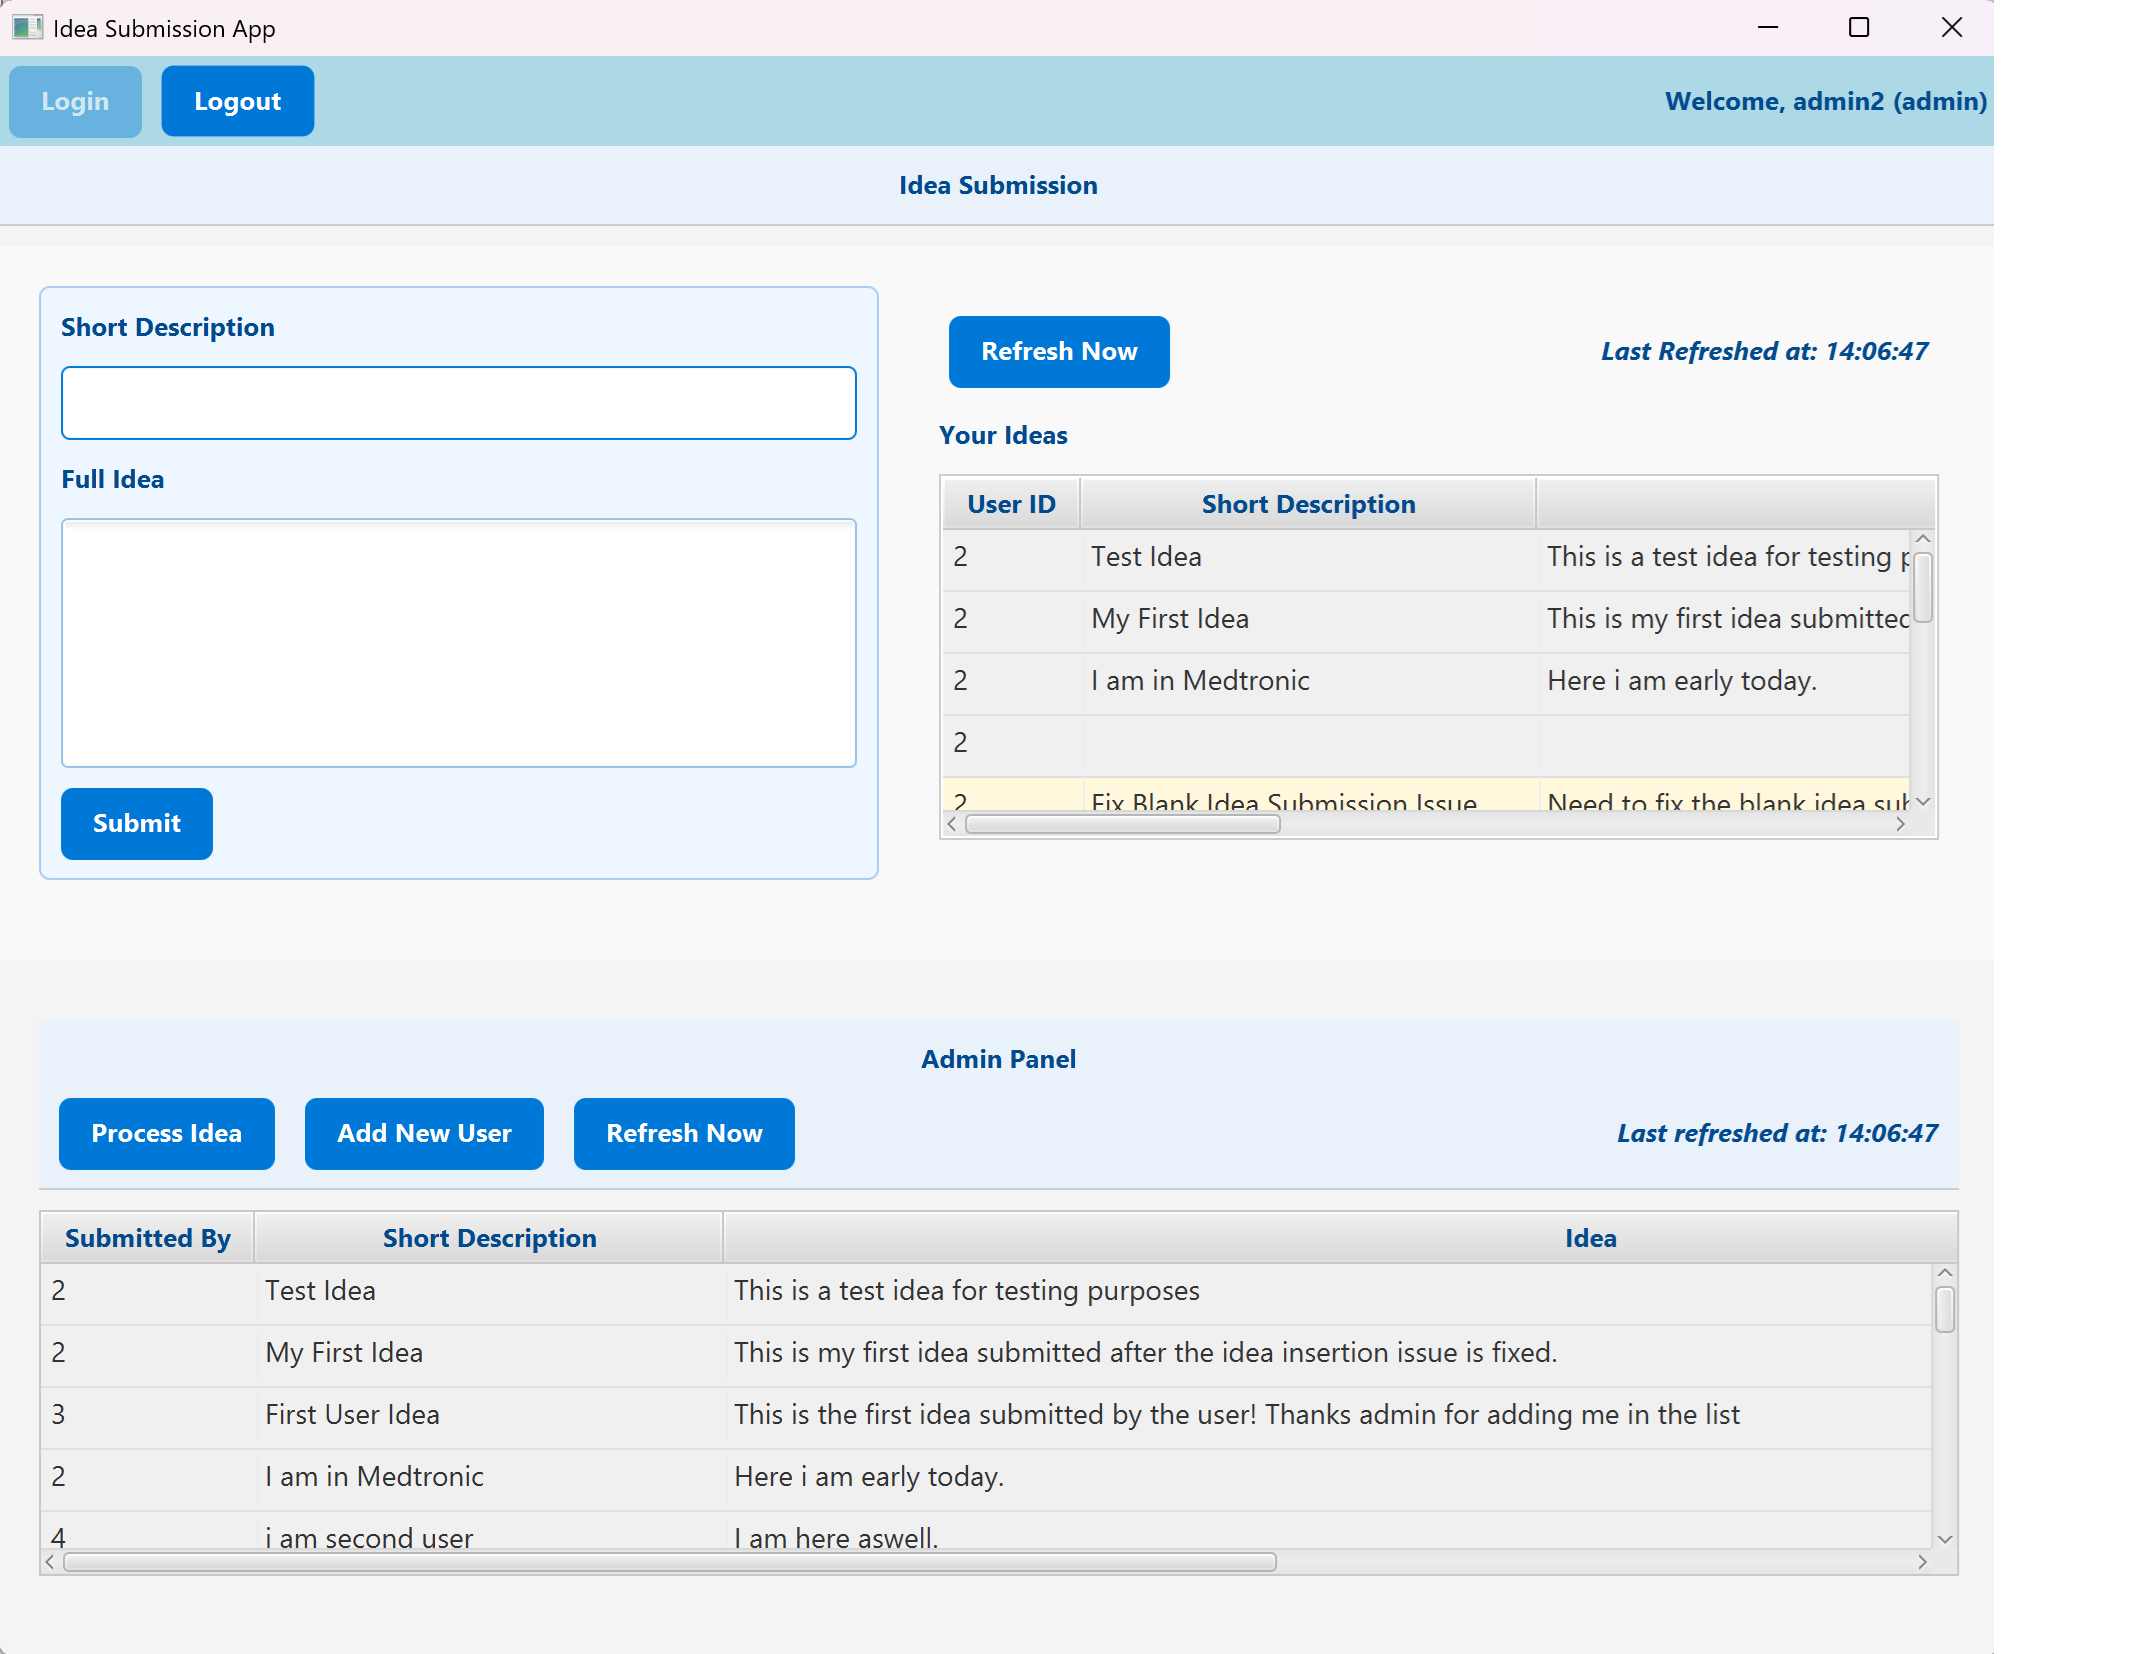 Idea Submission App
Login Logout Welcome, admin2 (admin)
Idea Submission
Short Description
Full Idea
Submit
Refresh Now Last Refreshed at: 14:06:47
Your Ideas
User ID Short Description
2 Test Idea This is a test idea for testing
2 My First Idea This is my first idea submitted
2 I am in Medtronic Here i am early today.
2
2 Fix Blank Idea Submission Issue Need to fix the blank idea
Admin Panel
Process Idea Add New User Refresh Now Last refreshed at: 14:06:47
Submitted By Short Description Idea
2 Test Idea This is a test idea for testing purposes
2 My First Idea This is my first idea submitted after the idea insertion issue is fixed.
3 First User Idea This is the first idea submitted by the user! Thanks admin for adding me in the list
2 I am in Medtronic Here i am early today.
4 i am second user I am here aswell.